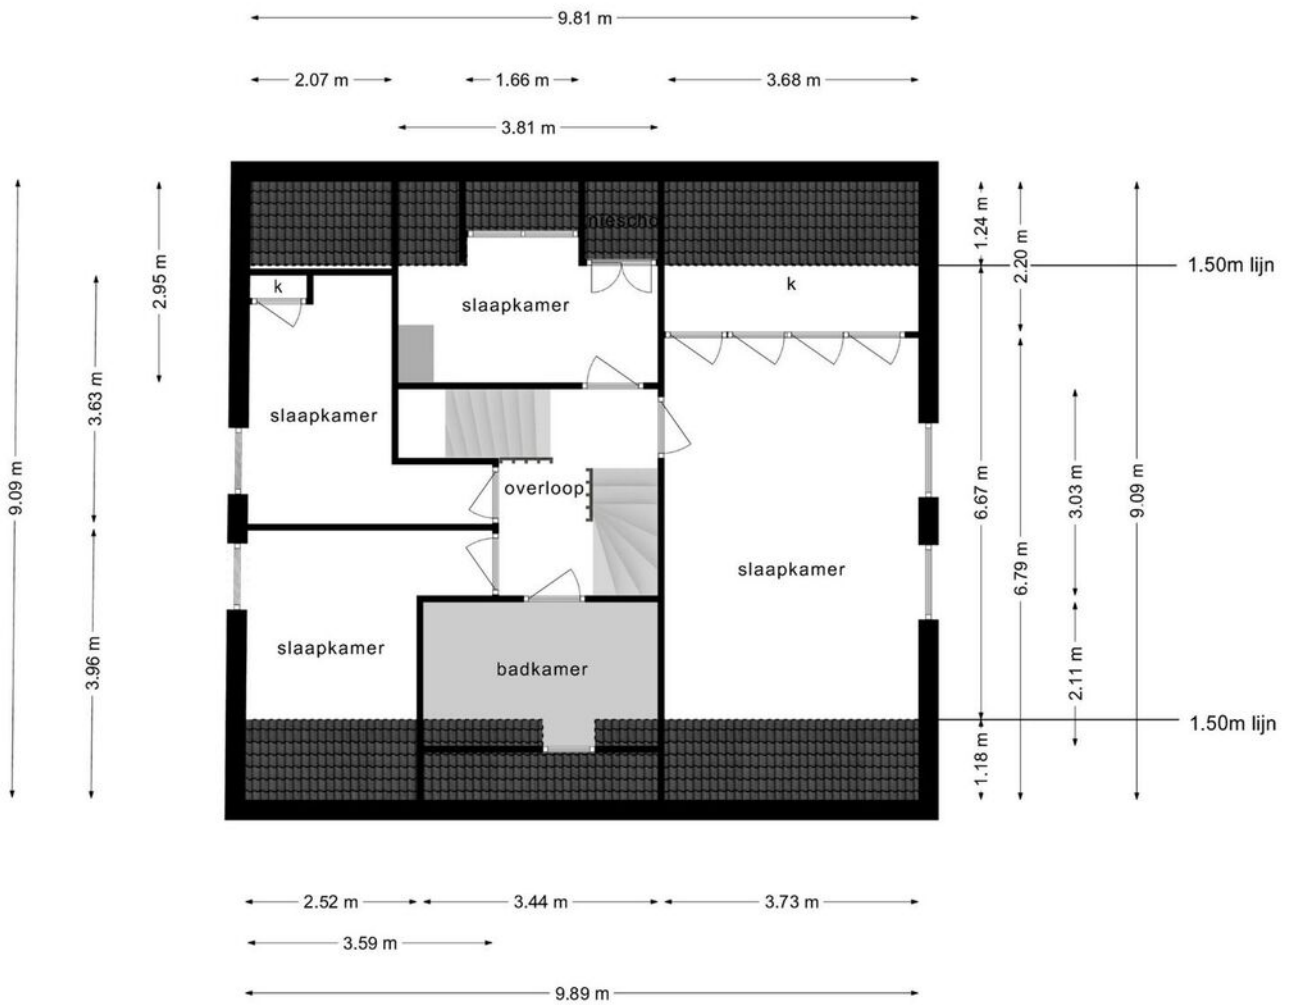 9.81 m
2.07 m
1.66 m
3.68 m
3.81 m
niescho
1.24 m
2.20 m
2.95 m
1.50m lijn
k
k
slaapkamer
3.63 m
slaapkamer
9.09 m
overloop
6.67 m
3.03 m
9.09 m
slaapkamer
6.79 m
slaapkamer
3.96 m
badkamer
2.11 m
1.50m lijn
1.18 m
2.52 m
3.44 m
3.73 m
3.59 m
9.89 m